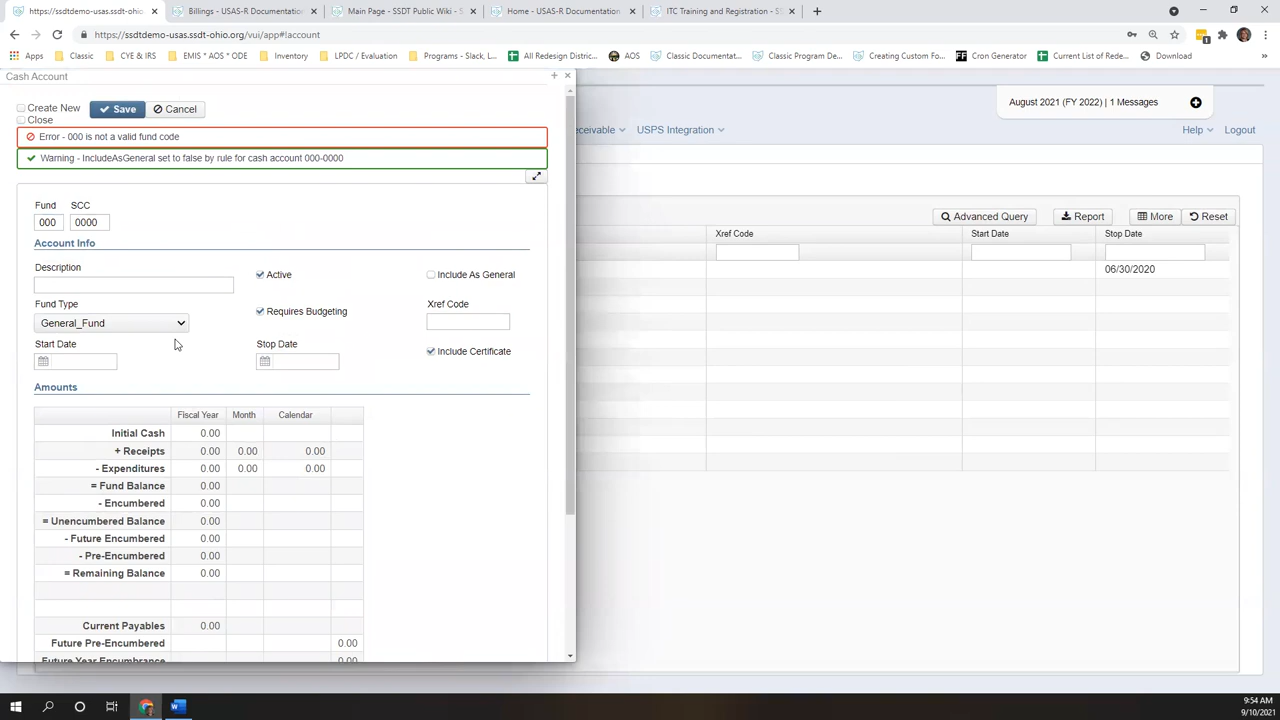 https://ssdtdemo-usas.ssdt-ohio
Billings - USAS-R Documentation
Main Page - SSDT Public Wiki - S
Home - USAS-R Documentation
ITC Training and Registration - S
https://ssdtdemo-usas.ssdt-ohio.org/vui/app#!account
Apps Classic CYE & IRS EMIS * AOS * ODE Inventory LPDC / Evaluation Programs - Slack, L... All Redesign Distric... AOS Classic Documentat... Classic Program De... Creating Custom Fo... Cron Generator Current List of Rede... Download
Cash Account
August 2021 (FY 2022) | 1 Messages
Create New
Close
Save
Cancel
eceivable USPS Integration Help Logout
Error - 000 is not a valid fund code
Warning - IncludeAsGeneral set to false by rule for cash account 000-0000
Fund SCC
000 0000
Advanced Query Report More Reset
Xref Code Start Date Stop Date
06/30/2020
Account Info
Description
Active
Include As General
Fund Type
General_Fund
Requires Budgeting
Xref Code
Start Date
Stop Date
Include Certificate
Amounts
Fiscal Year Month Calendar
Initial Cash 0.00
+ Receipts 0.00 0.00 0.00
- Expenditures 0.00 0.00 0.00
= Fund Balance 0.00
- Encumbered 0.00
= Unencumbered Balance 0.00
- Future Encumbered 0.00
- Pre-Encumbered 0.00
= Remaining Balance 0.00
Current Payables 0.00
Future Pre-Encumbered 0.00
Future Year Encumbrance 0.00
9:54 AM
9/10/2021